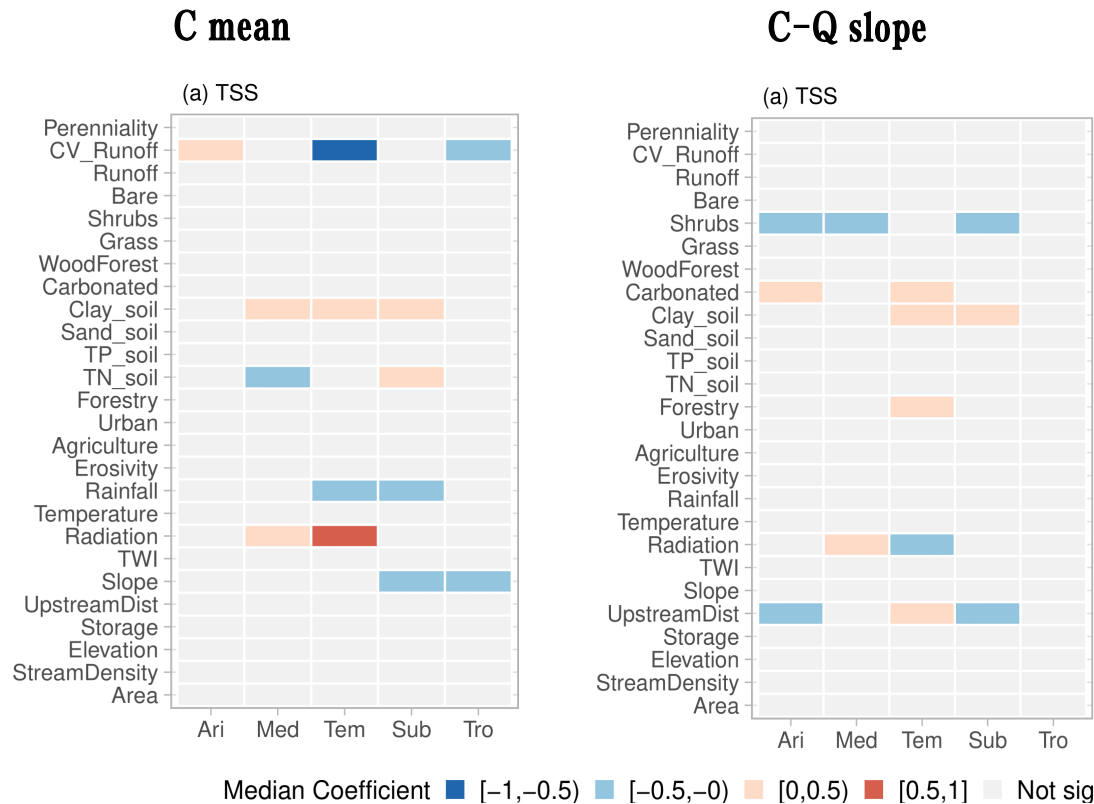 C mean
C-Q slope
(a) TSS
(a) TSS
Perenniality
CV_Runoff
Runoff
Bare
Shrubs
Grass
WoodForest
Carbonated
Clay_soil
Sand_soil
TP_soil
TN_soil
Forestry
Urban
Agriculture
Erosivity
Rainfall
Temperature
Radiation
TWI
Slope
UpstreamDist
Storage
Elevation
StreamDensity
Area
Ari Med Tem Sub Tro
Perenniality
CV_Runoff
Runoff
Bare
Shrubs
Grass
WoodForest
Carbonated
Clay_soil
Sand_soil
TP_soil
TN_soil
Forestry
Urban
Agriculture
Erosivity
Rainfall
Temperature
Radiation
TWI
Slope
UpstreamDist
Storage
Elevation
StreamDensity
Area
Ari Med Tem Sub Tro
Median Coefficient [−1,−0.5) [−0.5,−0) [0,0.5) [0.5,1] Not sig